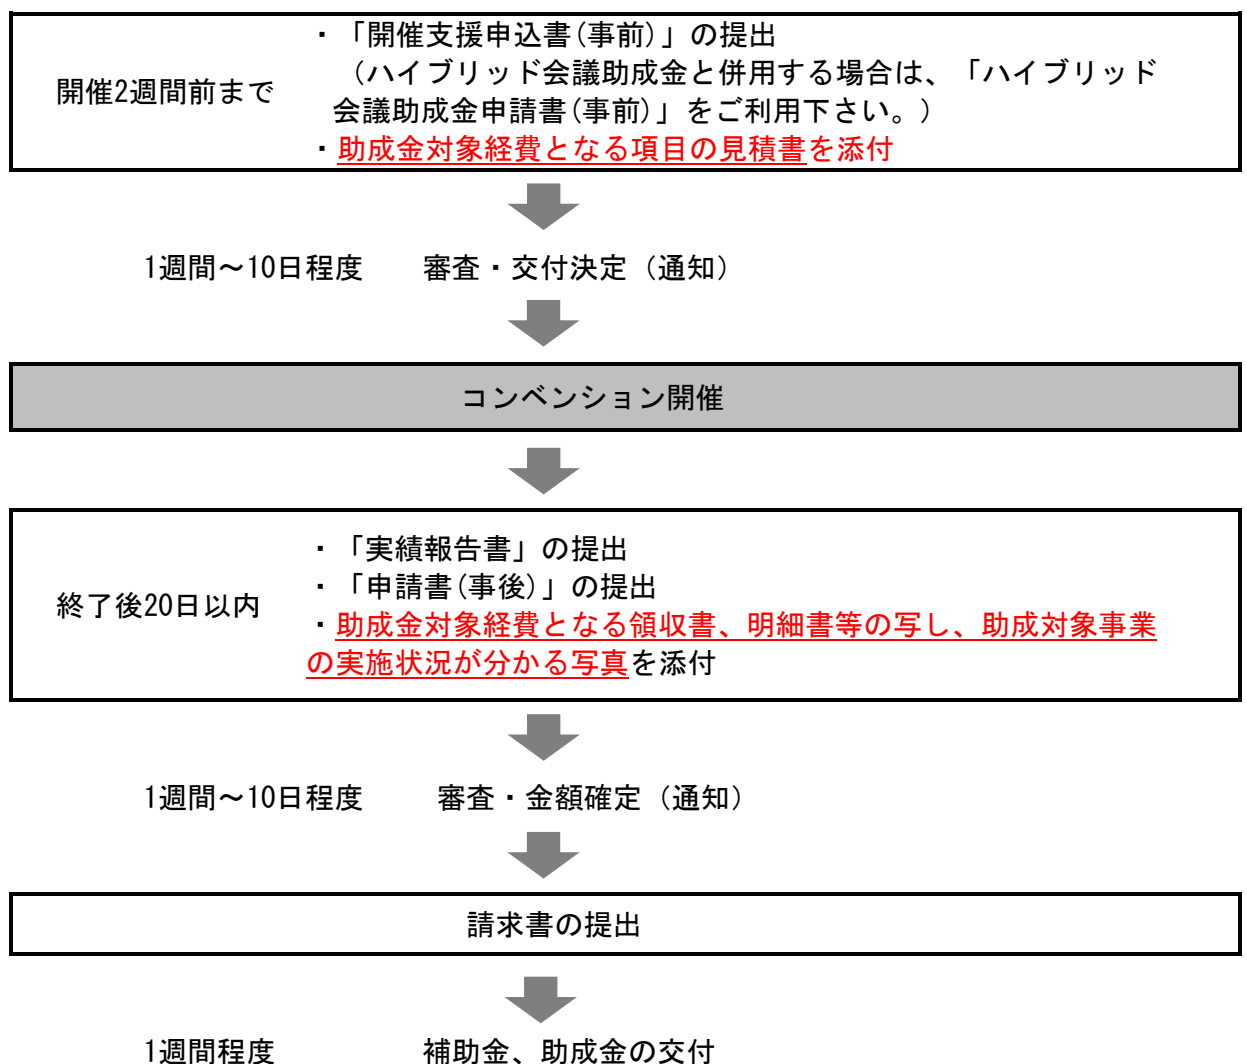 ・「開催支援申込書(事前)」の提出
開催2週間前まで
（ハイブリッド会議助成金と併用する場合は、「ハイブリッド
会議助成金申請書(事前)」をご利用下さい。）
・助成金対象経費となる項目の見積書を添付
1週間～10日程度　審査・交付決定（通知）
コンベンション開催
・「実績報告書」の提出
・「申請書(事後)」の提出
終了後20日以内
・助成金対象経費となる領収書、明細書等の写し、助成対象事業
の実施状況が分かる写真を添付
1週間～10日程度　審査・金額確定（通知）
請求書の提出
1週間程度　補助金、助成金の交付